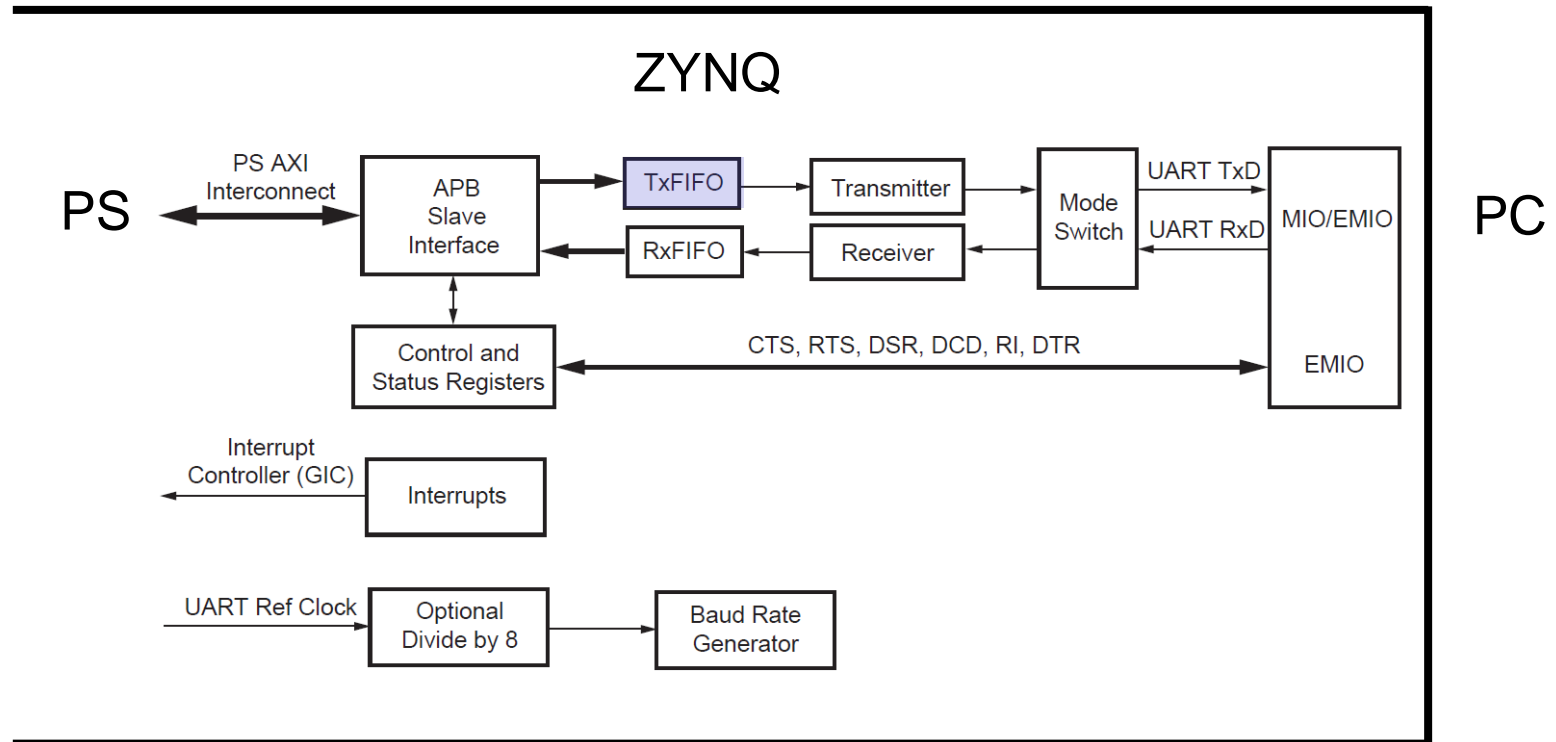 ZYNQ
PS
PS AXI
Interconnect
APB
Slave
Interface
TxFIFO
RxFIFO
Transmitter
Receiver
Mode
Switch
UART TxD
UART RxD
MIO/EMIO
EMIO
PC
Control and
Status Registers
CTS, RTS, DSR, DCD, RI, DTR
Interrupt
Controller (GIC)
Interrupts
UART Ref Clock
Optional
Divide by 8
Baud Rate
Generator